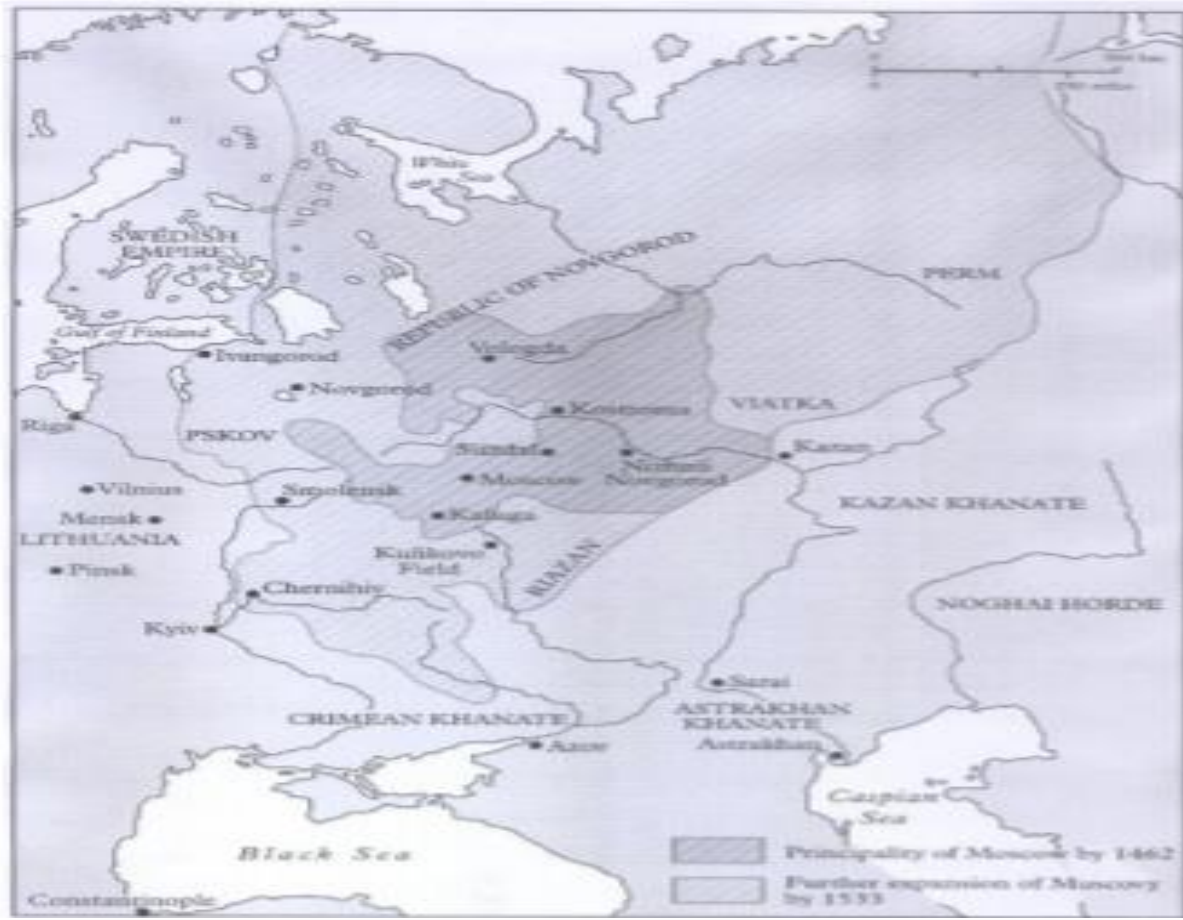 White
Sea
SWEDISH
EMPIRE
REPUBLIC OF NOVGOROD
PERM
Gulf of Finland
Ivangorod
Vologda
Novgorod
Kostroma
VIATKA
Riga
PSKOV
Suzdal
Nizhnii
Novgorod
Kazan
Moscow
Vilnius
Smolensk
KAZAN KHANATE
Mensk
Kaluga
LITHUANIA
Kulikovo
Field
RIAZAN
Pinsk
Chernihiv
NOGHAI HORDE
Kyiv
Sarai
CRIMEAN KHANATE
ASTRAKHAN
KHANATE
Azov
Astrakhan
Caspian
Sea
Black Sea
Principality of Moscow by 1462
Further expansion of Muscovy
by 1533
Constantinople